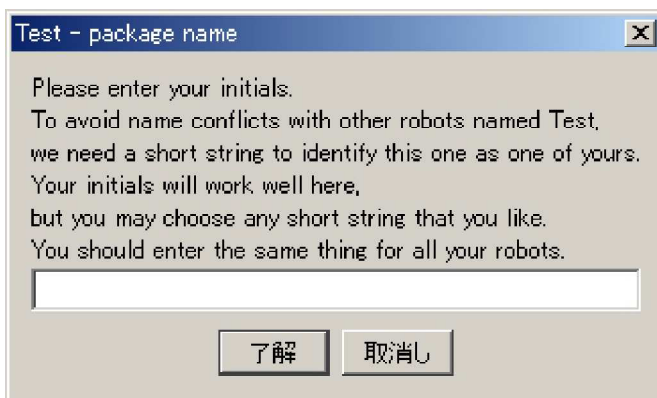 Test - package name
Please enter your initials.
To avoid name conflicts with other robots named Test,
we need a short string to identify this one as one of yours.
Your initials will work well here,
but you may choose any short string that you like.
You should enter the same thing for all your robots.
了解 取消し